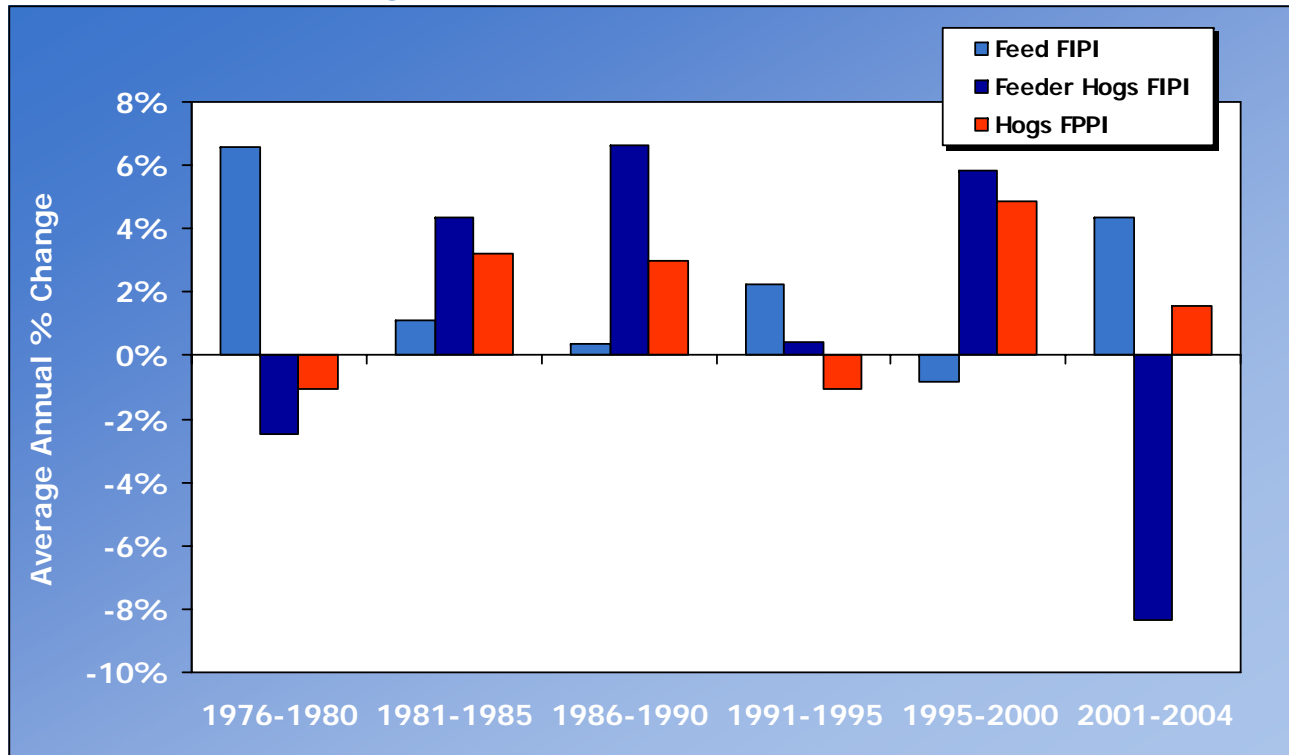 Feed FIPI
Feeder Hogs FIPI
Hogs FPPI
8%
6%
4%
2%
0%
-2%
-4%
-6%
-8%
-10%
Average Annual % Change
1976-1980 1981-1985 1986-1990 1991-1995 1995-2000 2001-2004